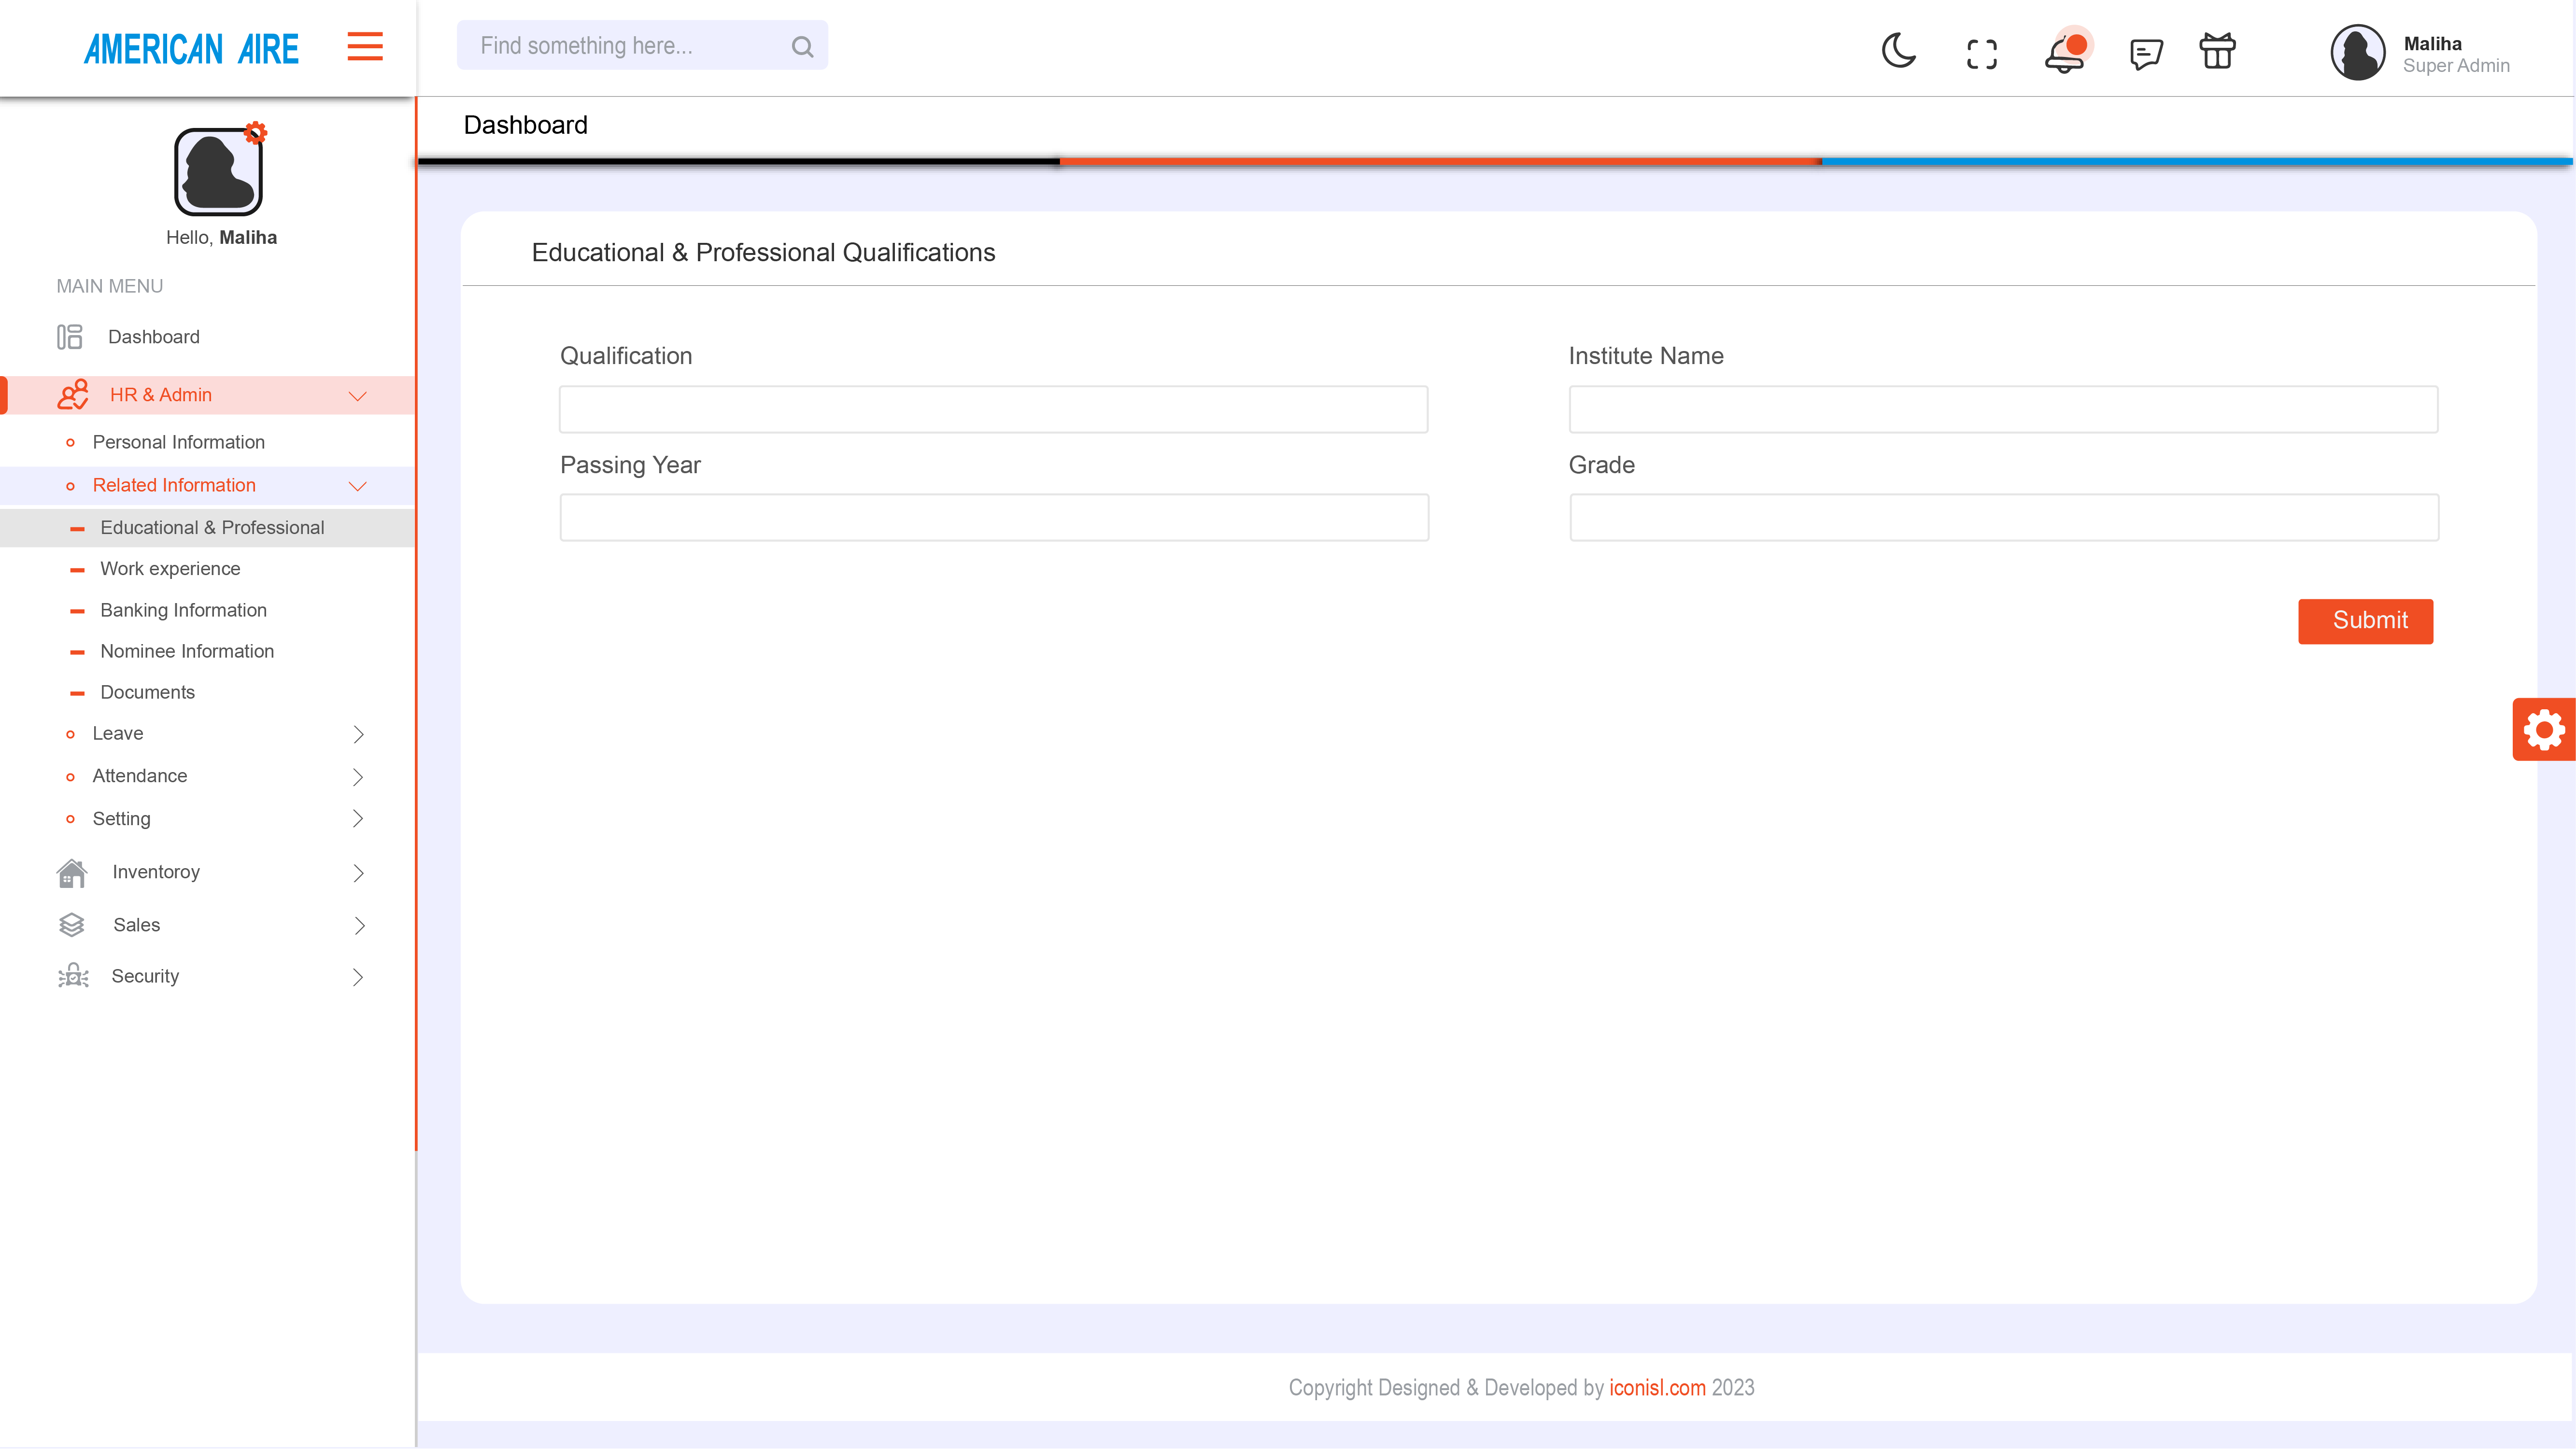 AMERICAN AIRE
Find something here...
Maliha
Super Admin
Dashboard
Hello, Maliha
MAIN MENU
Dashboard
HR & Admin
Personal Information
Related Information
Educational & Professional
Work experience
Banking Information
Nominee Information
Documents
Leave
Attendance
Setting
Inventoroy
Sales
Security
Educational & Professional Qualifications
Qualification
Institute Name
Passing Year
Grade
Submit
Copyright Designed & Developed by iconisl.com 2023